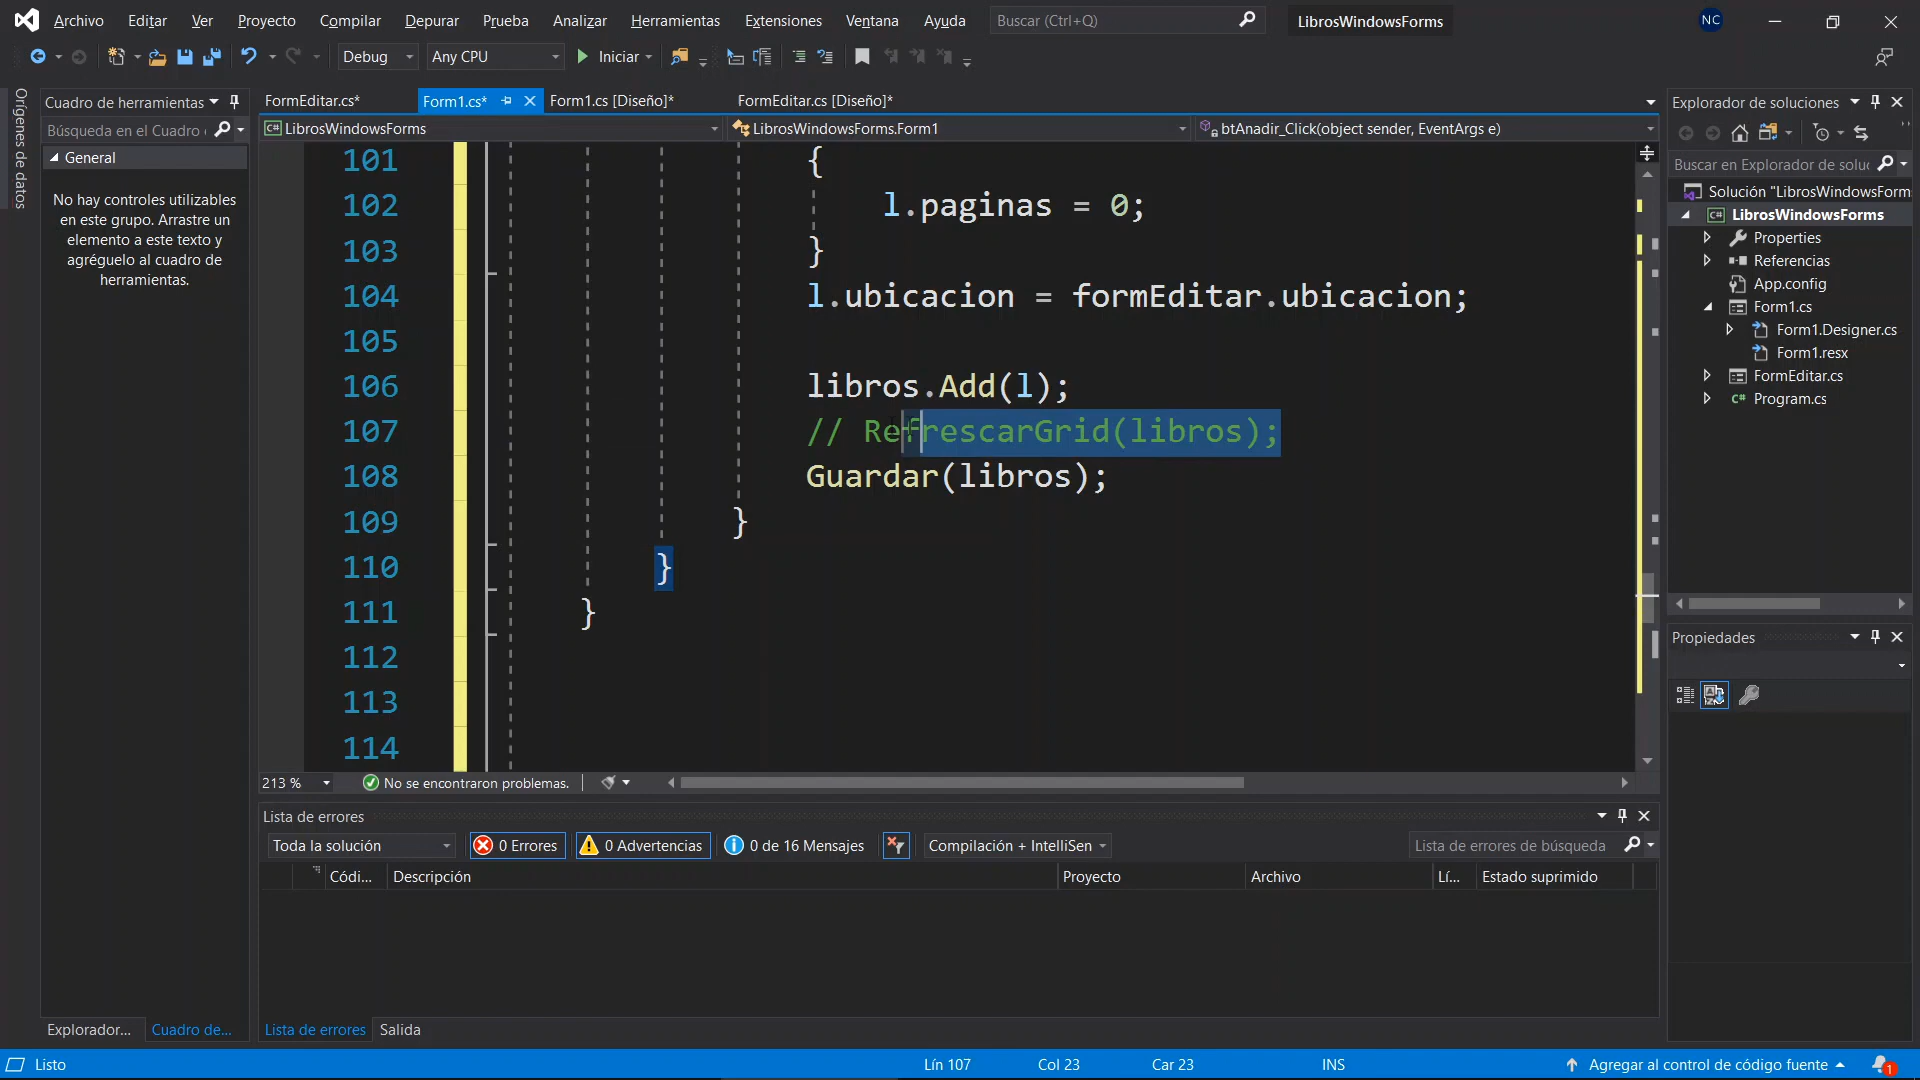 Archivo Editar Ver Proyecto Compilar Depurar Prueba Analizar Herramientas Extensiones Ventana Ayuda Buscar (Ctrl+Q) LibrosWindowsForms NC
Debug Any CPU Iniciar
Orígenes de datos
Cuadro de herramientas
Búsqueda en el Cuadro
General
No hay controles utilizables
en este grupo. Arrastre un
elemento a este texto y
agréguelo al cuadro de
herramientas.
Explorador... Cuadro de...
FormEditar.cs* Form1.cs* Form1.cs [Diseño]* FormEditar.cs [Diseño]*
LibrosWindowsForms LibrosWindowsForms.Form1 btAnadir_Click(object sender, EventArgs e)
101 {
102 l.paginas = 0;
103 }
104 l.ubicacion = formEditar.ubicacion;
105
106 libros.Add(l);
107 // RefrescarGrid(libros);
108 Guardar(libros);
109 }
110 }
111 }
112
113
114
213 % No se encontraron problemas.
Lista de errores
Toda la solución 0 Errores 0 Advertencias 0 de 16 Mensajes Compilación + IntelliSen Lista de errores de búsqueda
Códi... Descripción Proyecto Archivo Lí... Estado suprimido
Lista de errores Salida
Explorador de soluciones
Buscar en Explorador de soluc
Solución "LibrosWindowsForm
LibrosWindowsForms
Properties
Referencias
App.config
Form1.cs
Form1.Designer.cs
Form1.resx
FormEditar.cs
Program.cs
Propiedades
Listo Lín 107 Col 23 Car 23 INS Agregar al control de código fuente 1